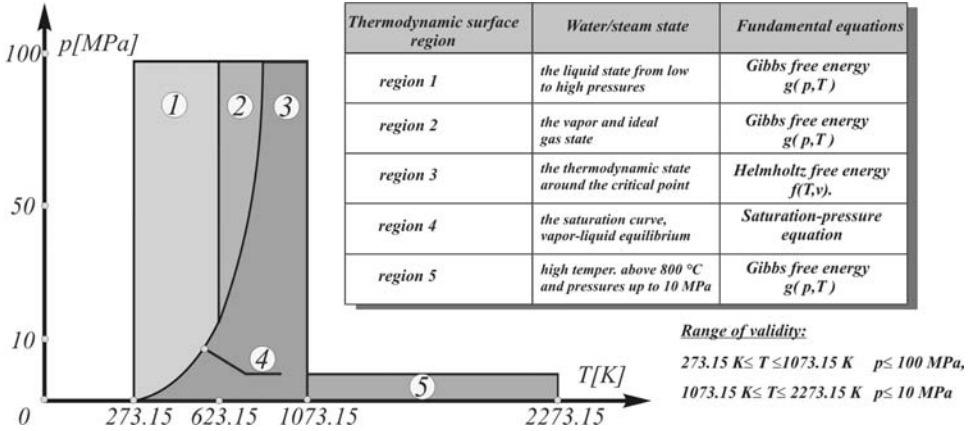 p[MPa]
100
50
10
0
1
2
3
4
5
T[K]
273.15
623.15
1073.15
2273.15
Thermodynamic surface
region
Water/steam state
Fundamental equations
region 1
the liquid state from low
to high pressures
Gibbs free energy
g( p,T )
region 2
the vapor and ideal
gas state
Gibbs free energy
g( p,T )
region 3
the thermodynamic state
around the critical point
Helmholtz free energy
f(T,v).
region 4
the saturation curve,
vapor-liquid equilibrium
Saturation-pressure
equation
region 5
high temper. above 800 °C
and pressures up to 10 MPa
Gibbs free energy
g( p,T )
Range of validity:
273.15 K≤ T ≤1073.15 K p≤ 100 MPa,
1073.15 K≤ T≤ 2273.15 K p≤ 10 MPa